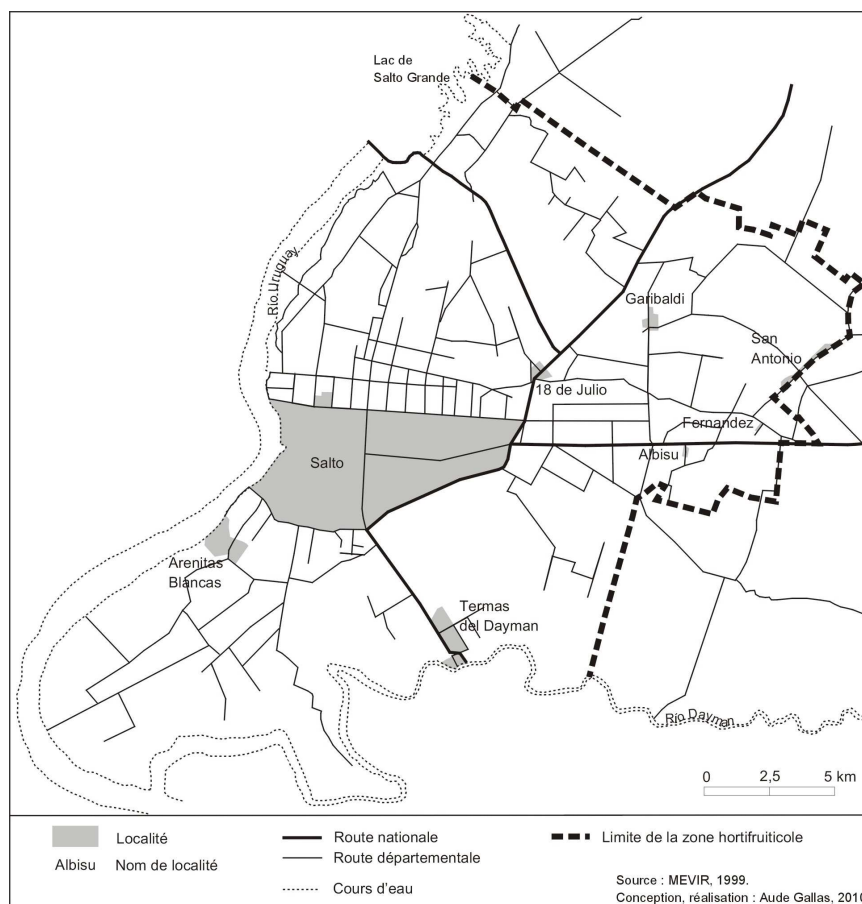 Lac de
Salto Grande
Río Uruguay
Garibaldi
San
Antonio
18 de Julio
Fernandez
Albisu
Salto
Arenitas
Blancas
Termas
del Dayman
Río Dayman
0 2,5 5 km
Localité
Albisu Nom de localité
Route nationale
Route départementale
Cours d'eau
Limite de la zone hortifruiticole
Source : MEVIR, 1999.
Conception, réalisation : Aude Gallas, 2010